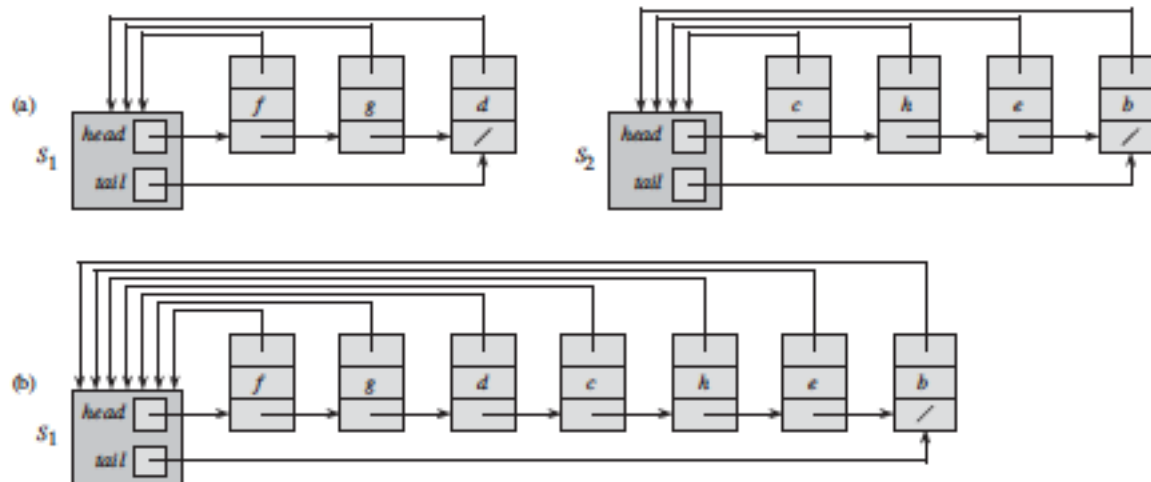 (a) f g d c h e b
head / head /
S1 S2
tail tail
(b) f g d c h e b
head /
S1
tail